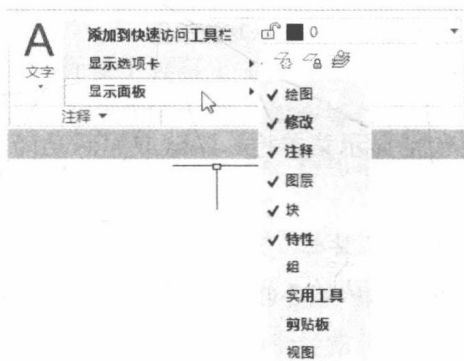 A
文字
注释
添加到快速访问工具栏
显示选项卡
显示面板
0
绘图
修改
注释
图层
块
特性
组
实用工具
剪贴板
视图